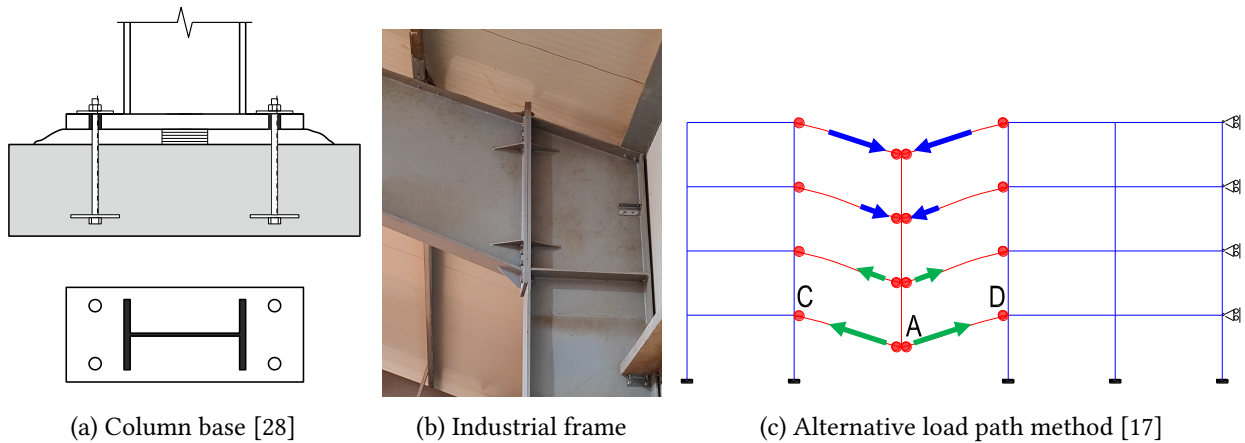 C
D
A
(a) Column base [28]
(b) Industrial frame
(c) Alternative load path method [17]